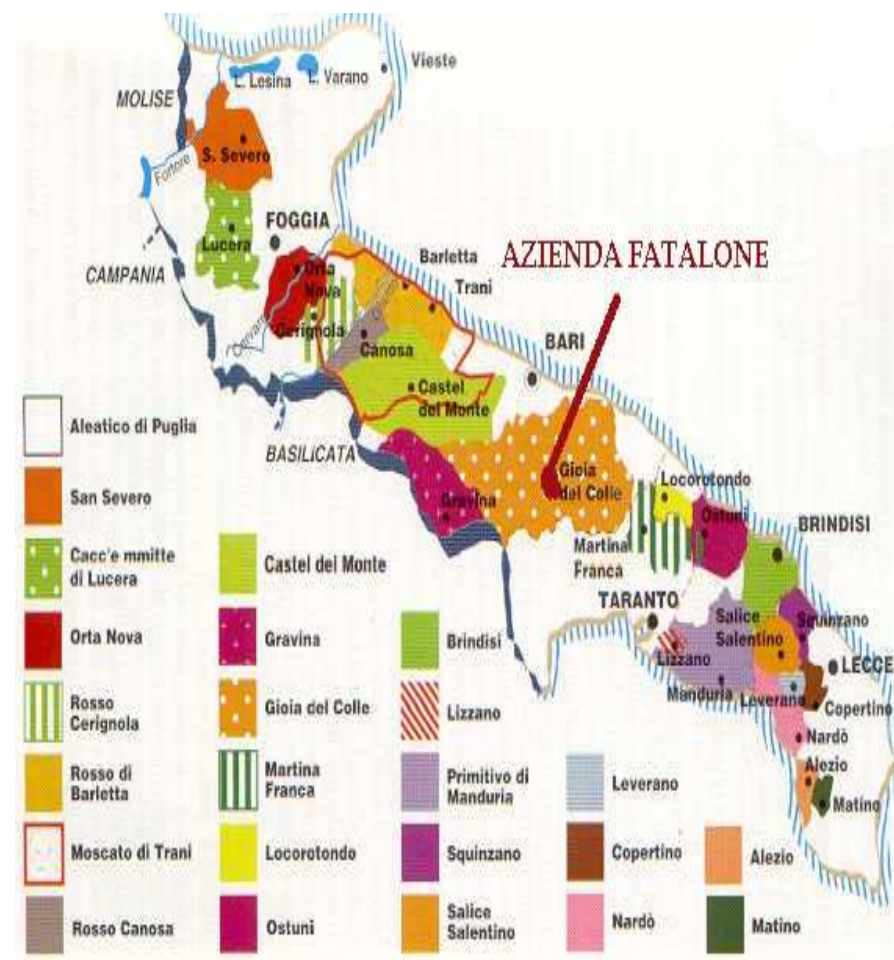 Vieste
L. Lesina
L. Varano
MOLISE
S. Severo
Fortore
FOGGIA
Lucera
CAMPANIA
Orta
Nova
Barletta
AZIENDA FATALONE
Trani
Cerignola
BARI
Canosa
Castel
del Monte
BASILICATA
Gioia
del Colle
Locorotondo
Gravina
Ostuni
BRINDISI
Martina
Franca
TARANTO
Salice
Salentino
Squinzano
Lizzano
LECCE
Manduria
Leverano
Copertino
Nardò
Alezio
Matino
Aleatico di Puglia
San Severo
Cacc'e mmitte
di Lucera
Orta Nova
Rosso
Cerignola
Rosso di
Barletta
Moscato di Trani
Rosso Canosa
Castel del Monte
Gravina
Gioia del Colle
Martina
Franca
Locorotondo
Ostuni
Brindisi
Lizzano
Primitivo di
Manduria
Squinzano
Salice
Salentino
Leverano
Copertino
Nardò
Alezio
Matino